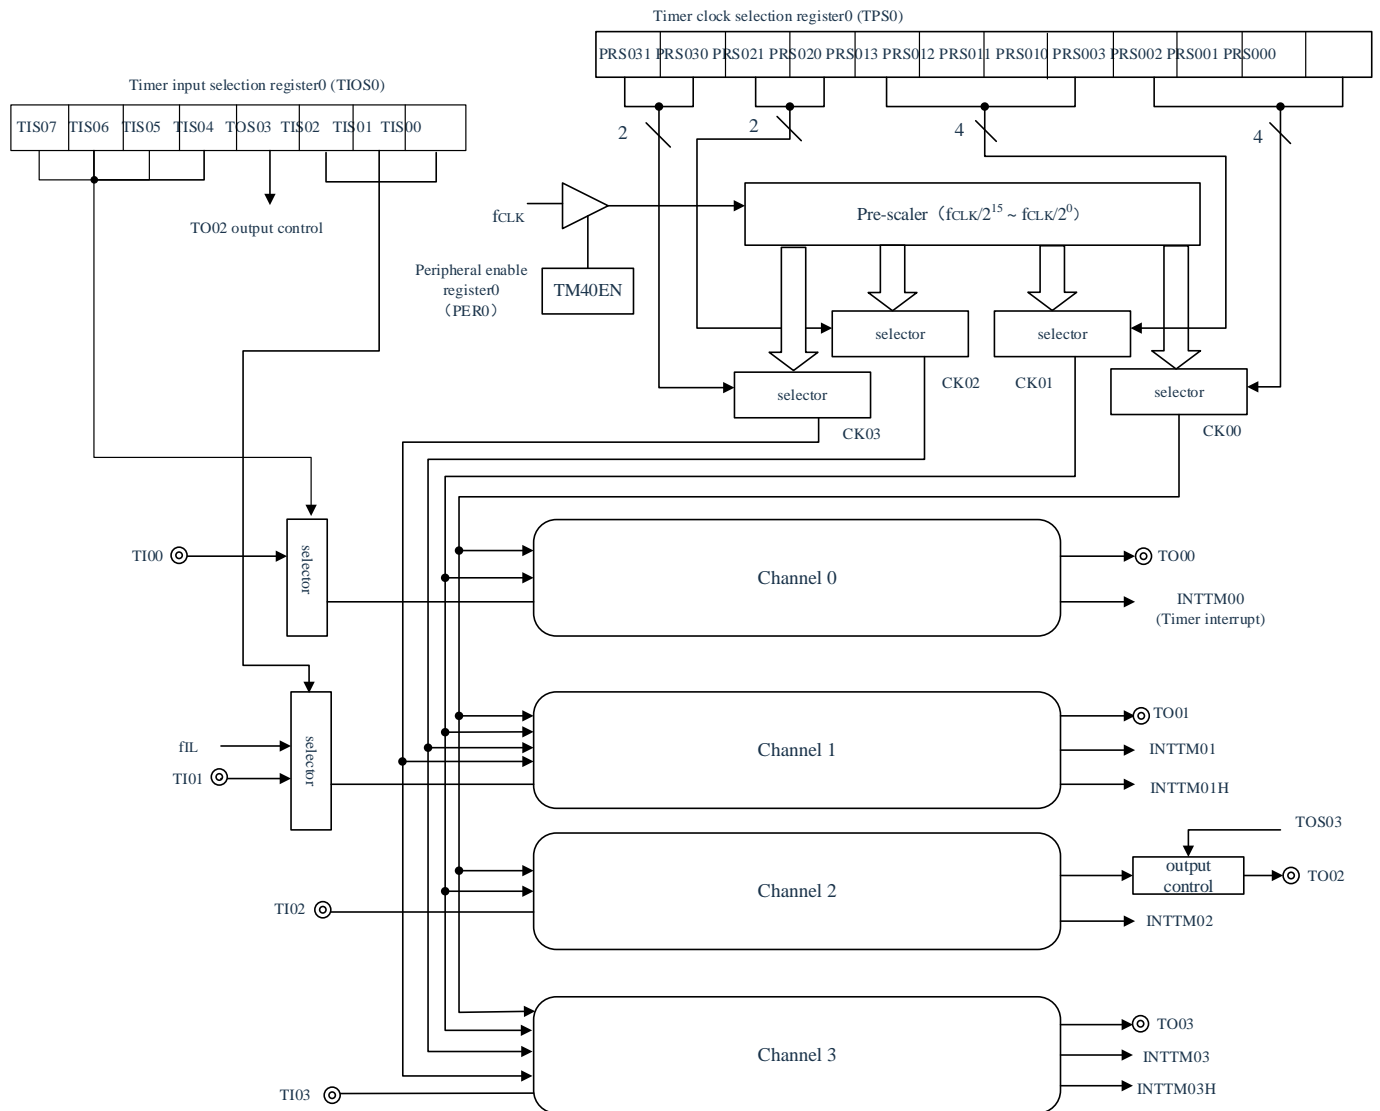 Timer clock selection register0 (TPS0)
PRS031 PRS030 PRS021 PRS020 PRS013 PRS012 PRS011 PRS010 PRS003 PRS002 PRS001 PRS000
Timer input selection register0 (TIOS0)
TIS07 TIS06 TIS05 TIS04 TOS03 TIS02 TIS01 TIS00
2
2
4
4
TO02 output control
fCLK
Pre-scaler（fCLK/2¹⁵ ~ fCLK/2⁰）
Peripheral enable
register0
（PER0）
TM40EN
selector
selector
selector
selector
CK02
CK01
CK03
CK00
TI00
selector
Channel 0
TO00
INTTM00
(Timer interrupt)
fIL
TI01
selector
Channel 1
TO01
INTTM01
INTTM01H
TOS03
TI02
Channel 2
output
control
TO02
INTTM02
TI03
Channel 3
TO03
INTTM03
INTTM03H